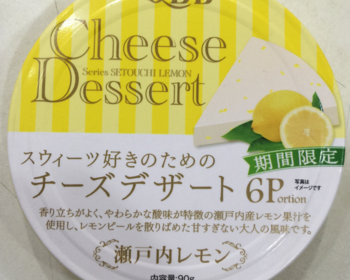 QBB
Cheese
Series SETOUCHI LEMON
Dessert
期間限定
スウィーツ好きのための
チーズデザート 6Portion
写真は
イメージです
香り立ちがよく、やわらかな酸味が特徴の瀬戸内産レモン果汁を
使用し、レモンピールを散りばめた甘すぎない大人の風味です。
瀬戸内レモン
内容量:90g